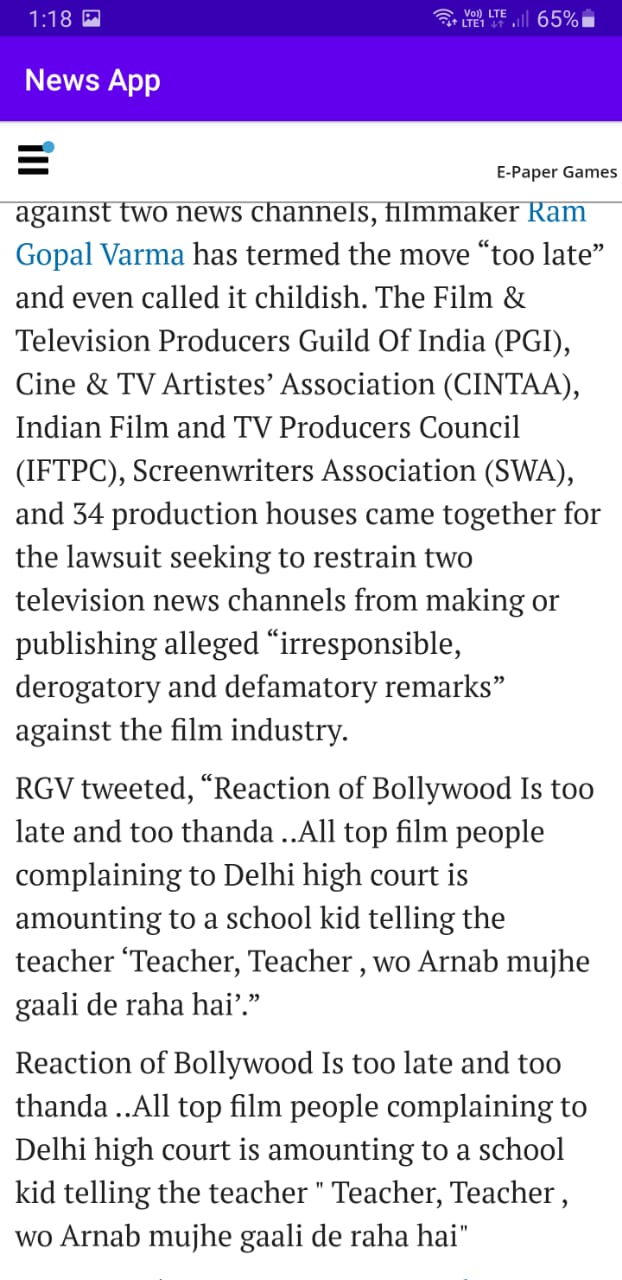 1:18 Vo)) LTE LTE1 65%
News App
E-Paper Games
against two news channels, filmmaker Ram
Gopal Varma has termed the move “too late”
and even called it childish. The Film &
Television Producers Guild Of India (PGI),
Cine & TV Artistes’ Association (CINTAA),
Indian Film and TV Producers Council
(IFTPC), Screenwriters Association (SWA),
and 34 production houses came together for
the lawsuit seeking to restrain two
television news channels from making or
publishing alleged “irresponsible,
derogatory and defamatory remarks”
against the film industry.
RGV tweeted, “Reaction of Bollywood Is too
late and too thanda ..All top film people
complaining to Delhi high court is
amounting to a school kid telling the
teacher ‘Teacher, Teacher , wo Arnab mujhe
gaali de raha hai’.”
Reaction of Bollywood Is too late and too
thanda ..All top film people complaining to
Delhi high court is amounting to a school
kid telling the teacher " Teacher, Teacher ,
wo Arnab mujhe gaali de raha hai"